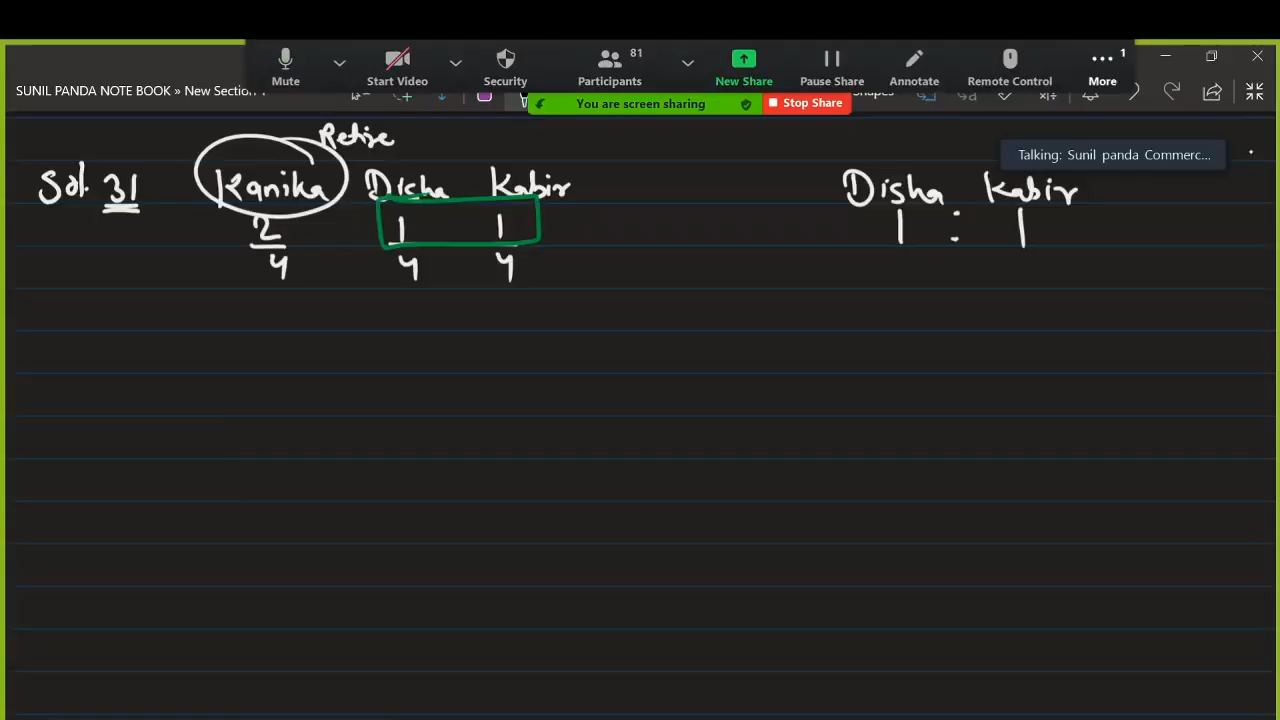 81 1
Mute Start Video Security Participants New Share Pause Share Annotate Remote Control More
SUNIL PANDA NOTE BOOK » New Section
You are screen sharing Stop Share
Retire
Talking: Sunil panda Commerc...
Sol. 31 Kanika Disha Kabir Disha Kabir
2 1 1 1 : 1
4 4 4